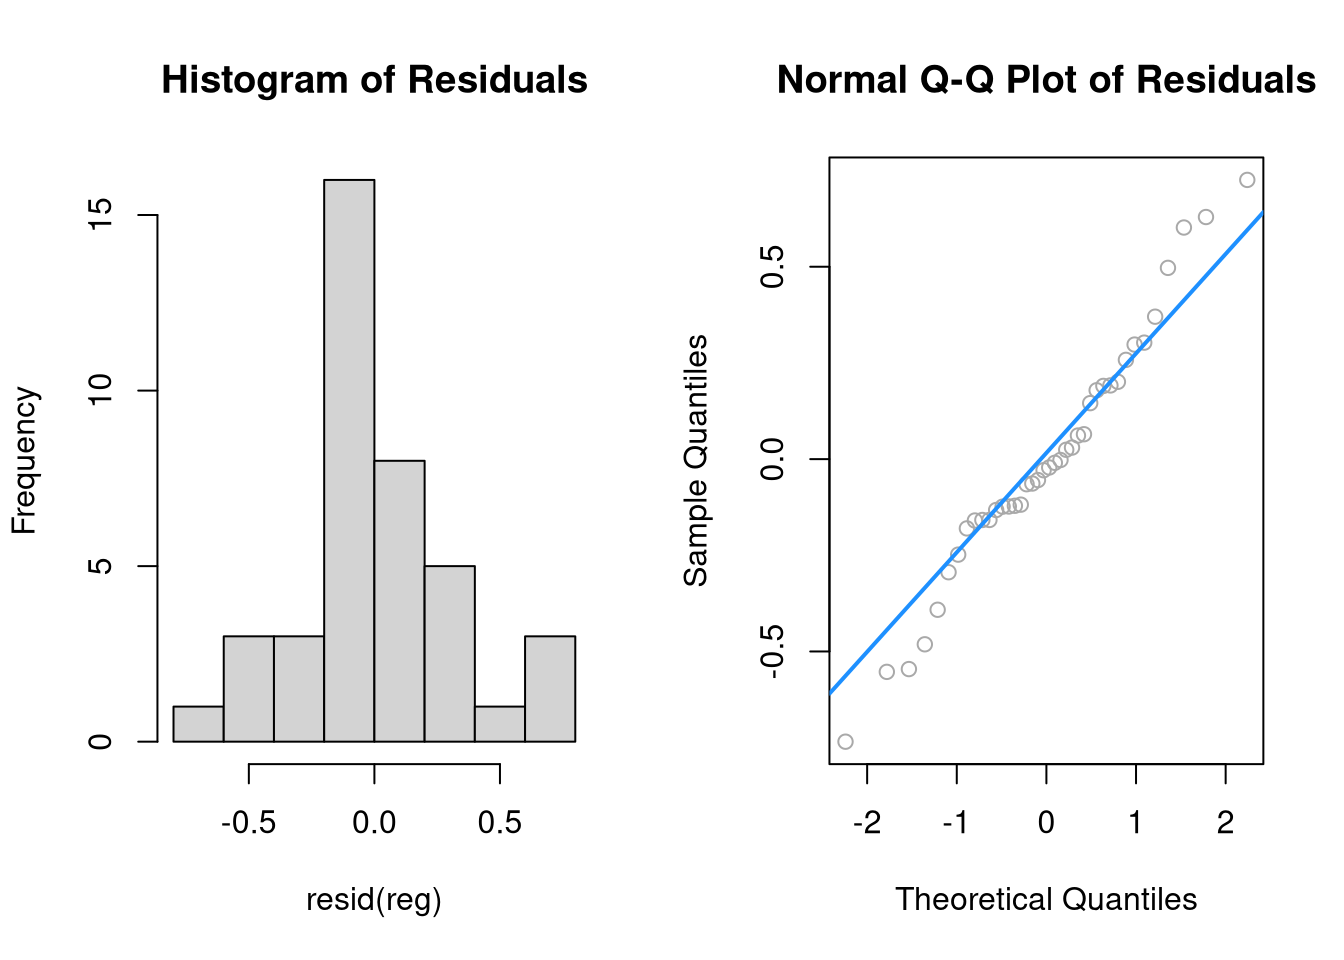 Histogram of Residuals
Frequency
15
10
5
0
-0.5 0.0 0.5
resid(reg)
Normal Q-Q Plot of Residuals
Sample Quantiles
0.5
0.0
-0.5
-2 -1 0 1 2
Theoretical Quantiles